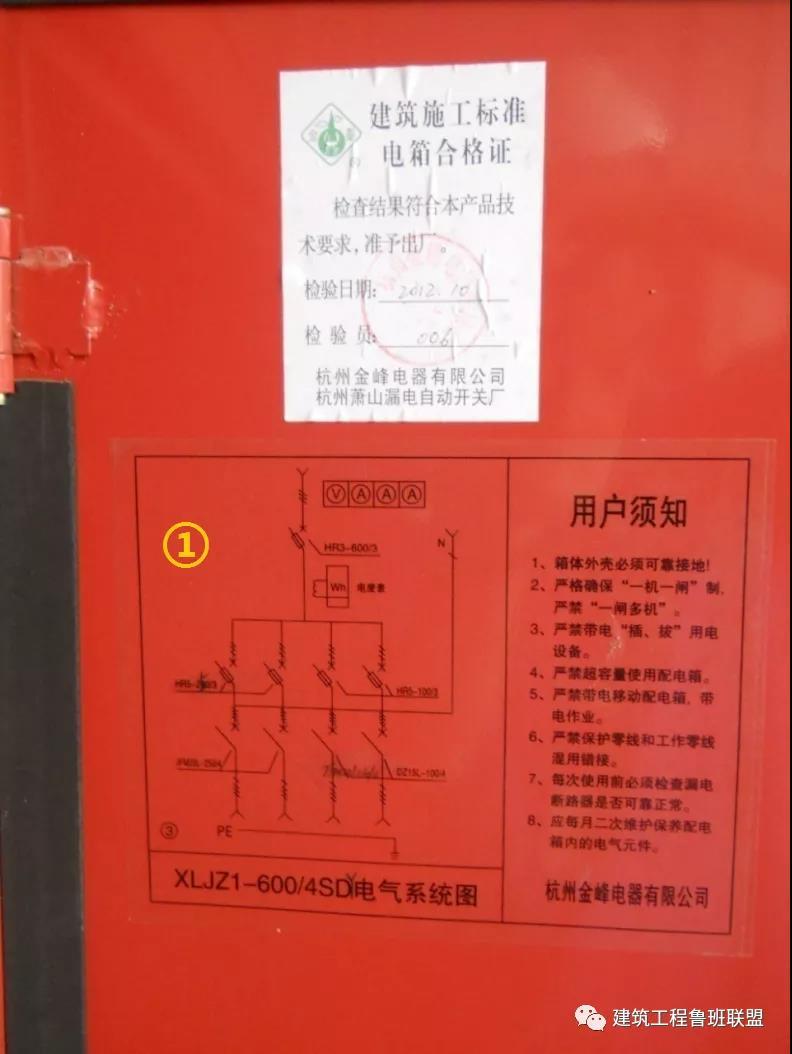 建筑施工标准
电箱合格证
检查结果符合本产品技
术要求，准予出厂。
检验日期: 2012.10
检 验 员: 006
杭州金峰电器有限公司
杭州萧山漏电自动开关厂
①
V A A A
HR3-600/3
N
Wh 电度表
HR5-100/3
DZ15L-100/4
③ PE
XLJZ1-600/4SD电气系统图
用户须知
1、箱体外壳必须可靠接地!
2、严格确保“一机一闸”制，
严禁“一闸多机”。
3、严禁带电“插、拔”用电
设备。
4、严禁超容量使用配电箱。
5、严禁带电移动配电箱，带
电作业。
6、严禁保护零线和工作零线
混用错接。
7、每次使用前必须检查漏电
断路器是否可靠正常。
8、应每月二次维护保养配电
箱内的电气元件。
杭州金峰电器有限公司
建筑工程鲁班联盟